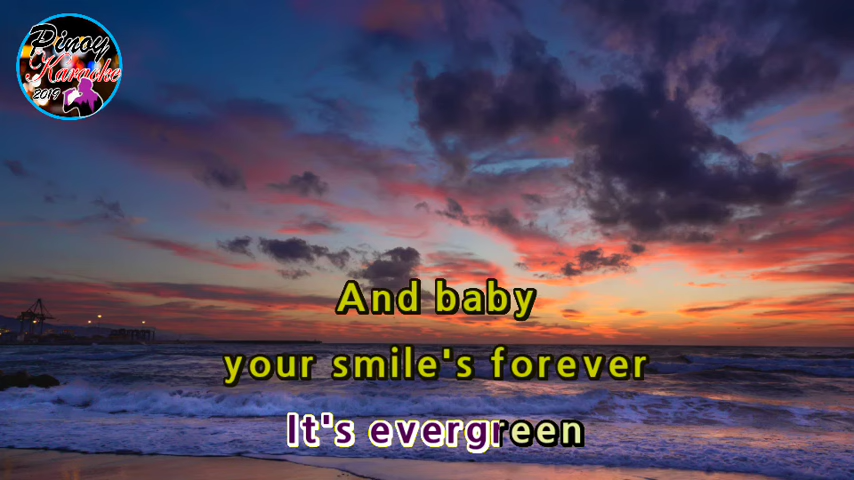 Pinoy
Karaoke
2019
And baby
your smile's forever
It's evergreen